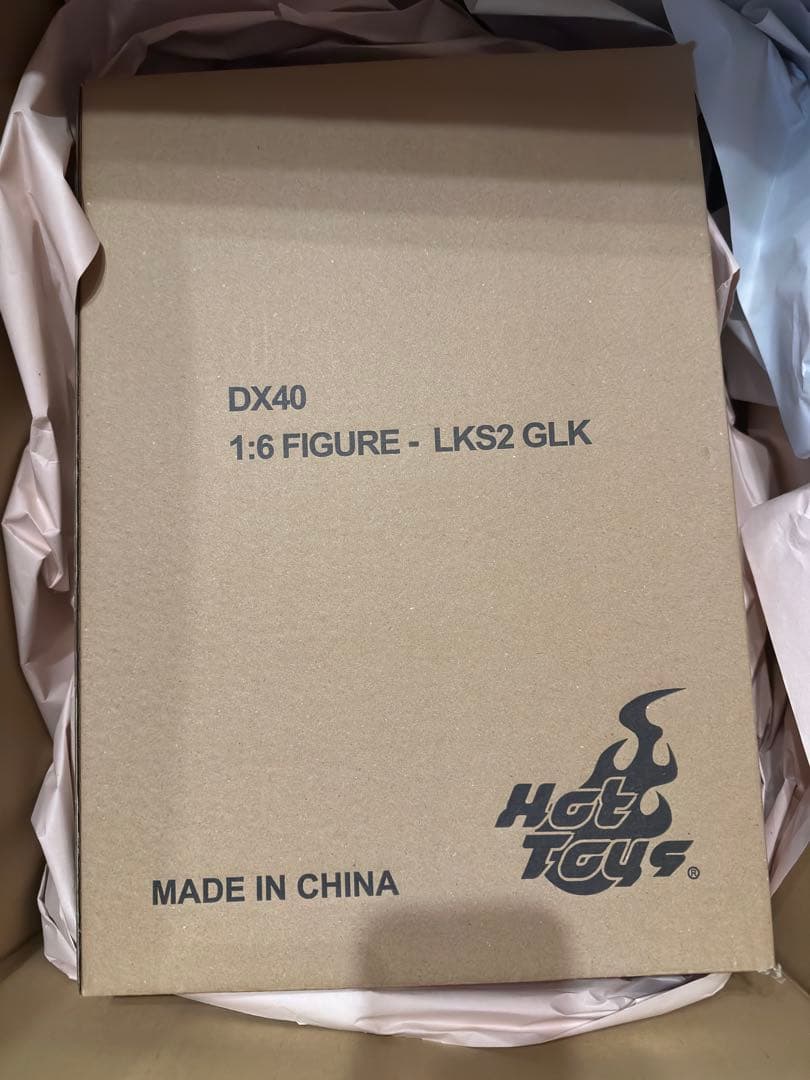 DX40
1:6 FIGURE - LKS2 GLK
Hot
Toys®
MADE IN CHINA